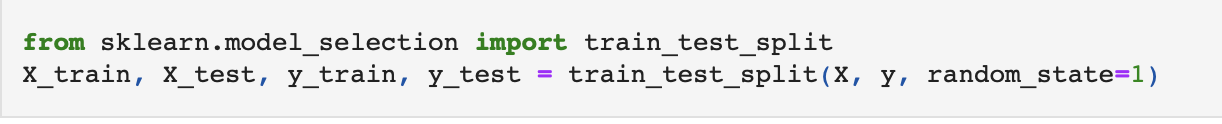 from sklearn.model_selection import train_test_split
X_train, X_test, y_train, y_test = train_test_split(X, y, random_state=1)